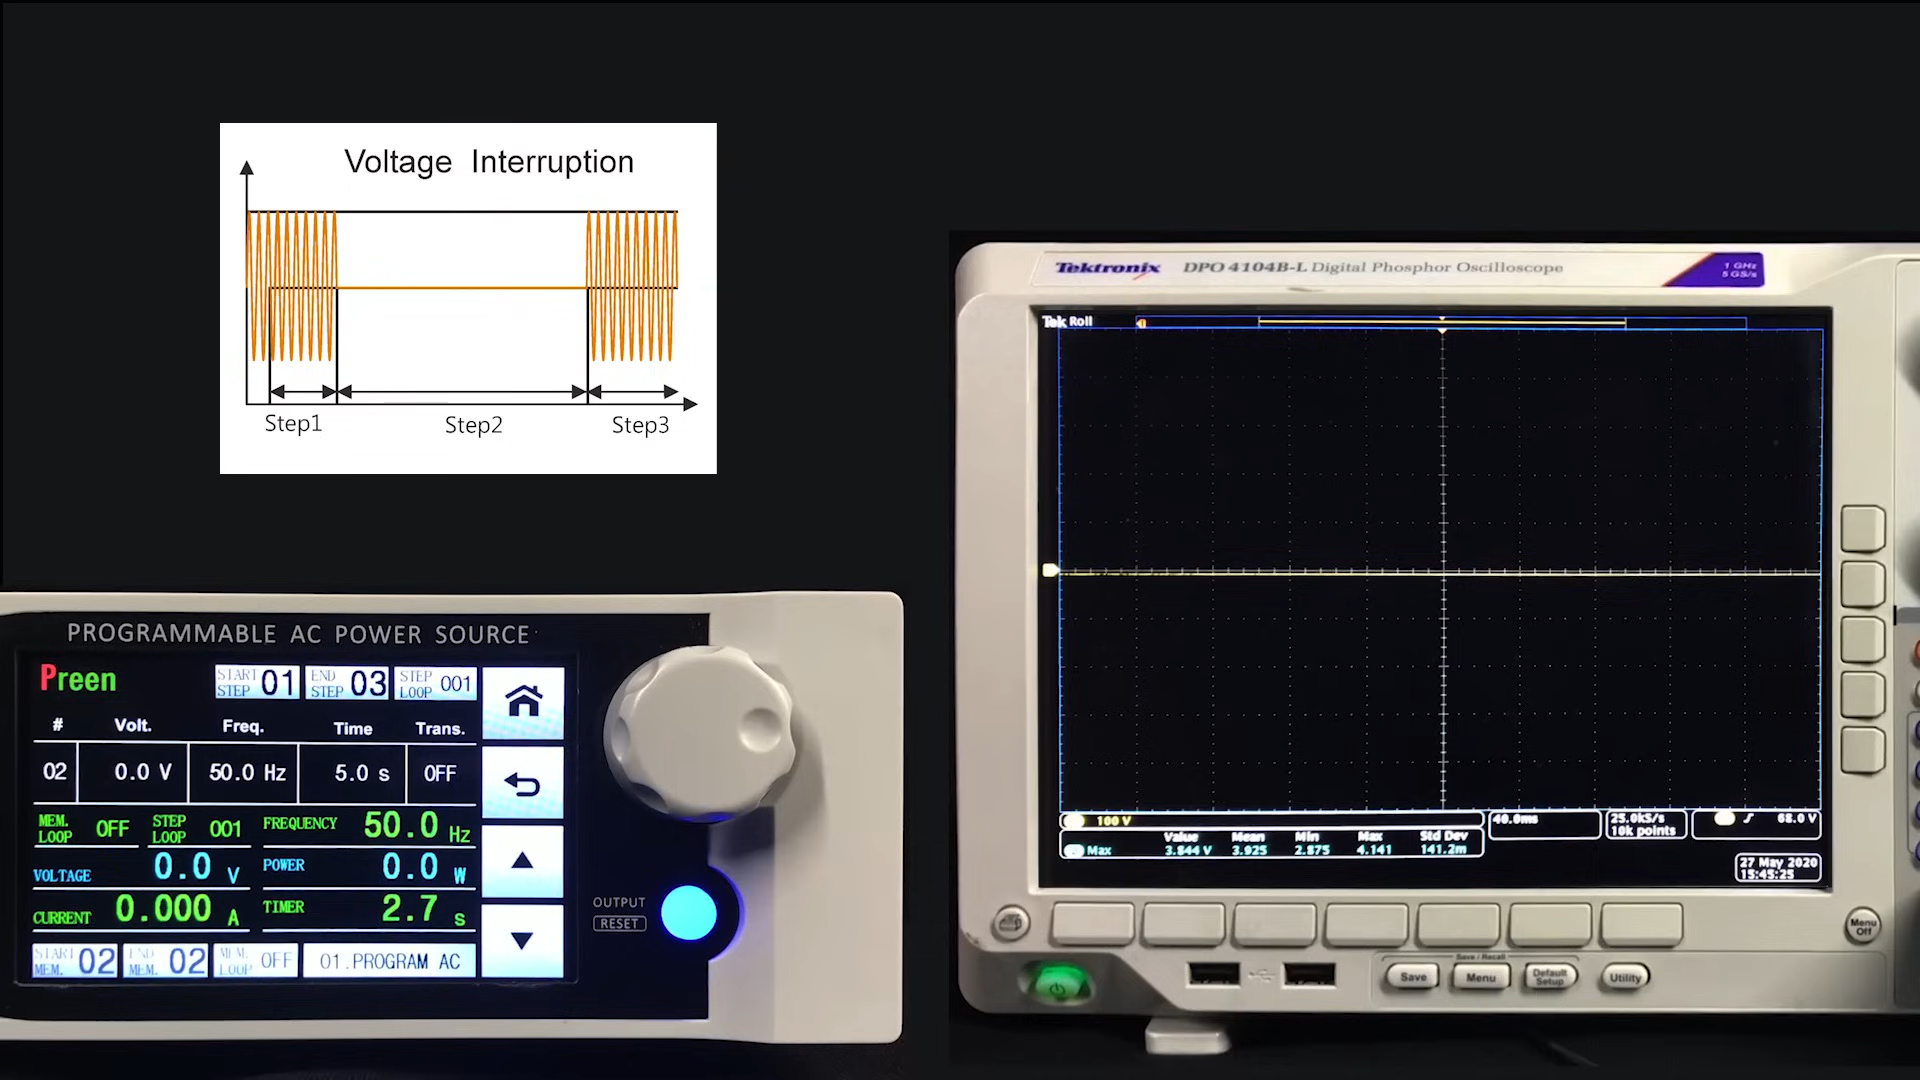 Voltage Interruption
Step1
Step2
Step3
PROGRAMMABLE AC POWER SOURCE
Preen
START STEP 01
END STEP 03
STEP LOOP 001
# Volt. Freq. Time Trans.
02 0.0 V 50.0 Hz 5.0 s OFF
MEM. LOOP OFF STEP LOOP 001 FREQUENCY 50.0 Hz
VOLTAGE 0.0 V POWER 0.0 W
CURRENT 0.000 A TIMER 2.7 s
START MEM. 02 END MEM. 02 MEM. LOOP OFF 01.PROGRAM AC
OUTPUT
RESET
Tektronix DPO 4104B-L Digital Phosphor Oscilloscope
1 GHz
5 GS/s
Tek Roll
100 V
40.0ms
25.0kS/s
10k points
68.0 V
Value Mean Min Max Std Dev
Max 3.844 V 3.925 2.875 4.141 141.2m
27 May 2020
15:45:25
Menu Off
Save / Recall
Save
Menu
Default Setup
Utility